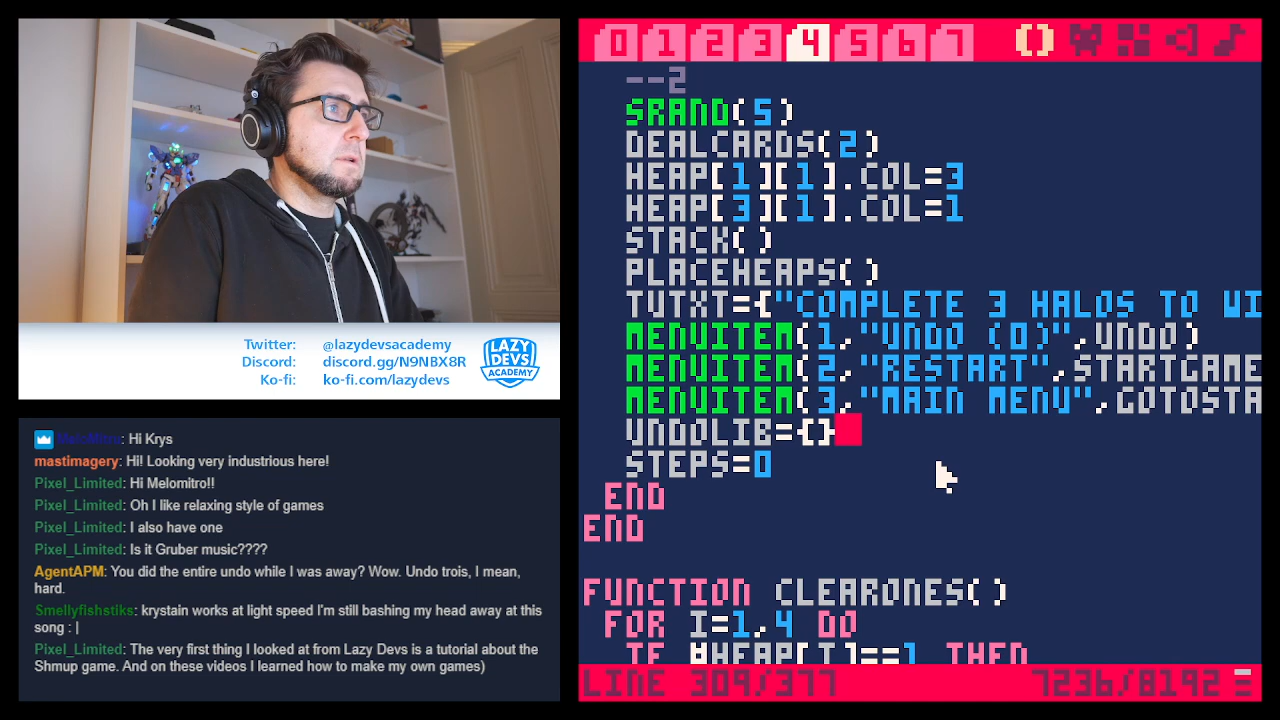 Twitter: @lazydevsacademy
Discord: discord.gg/N9NBX8R
Ko-fi: ko-fi.com/lazydevs
LAZY
DEVS
ACADEMY
MeloMitro: Hi Krys
mastimagery: Hi! Looking very industrious here!
Pixel_Limited: Hi Melomitro!!
Pixel_Limited: Oh I like relaxing style of games
Pixel_Limited: I also have one
Pixel_Limited: Is it Gruber music????
AgentAPM: You did the entire undo while I was away? Wow. Undo trois, I mean,
hard.
Smellyfishstiks: krystain works at light speed I'm still bashing my head away at this
song : |
Pixel_Limited: The very first thing I looked at from Lazy Devs is a tutorial about the
Shmup game. And on these videos I learned how to make my own games)
0 1 2 3 4 5 6 7 ()
--2
SRAND(5)
DEALCARDS(2)
HEAP[1][1].COL=3
HEAP[3][1].COL=1
STACK()
PLACEHEAPS()
TUTXT={"COMPLETE 3 HALOS TO WI
MENUITEM(1,"UNDO (O)",UNDO)
MENUITEM(2,"RESTART",STARTGAME
MENUITEM(3,"MAIN MENU",GOTOSTA
UNDOLIB={}
STEPS=0
END
END
FUNCTION CLEARONES()
FOR I=1,4 DO
IF #HEAP[I]==1 THEN
LINE 309/377 7236/8192